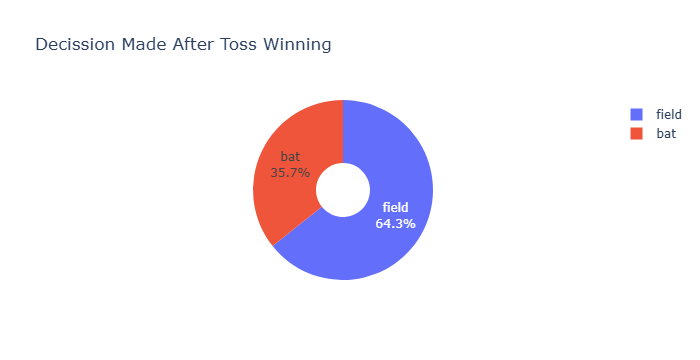 Decission Made After Toss Winning
field
bat
bat
35.7%
field
64.3%